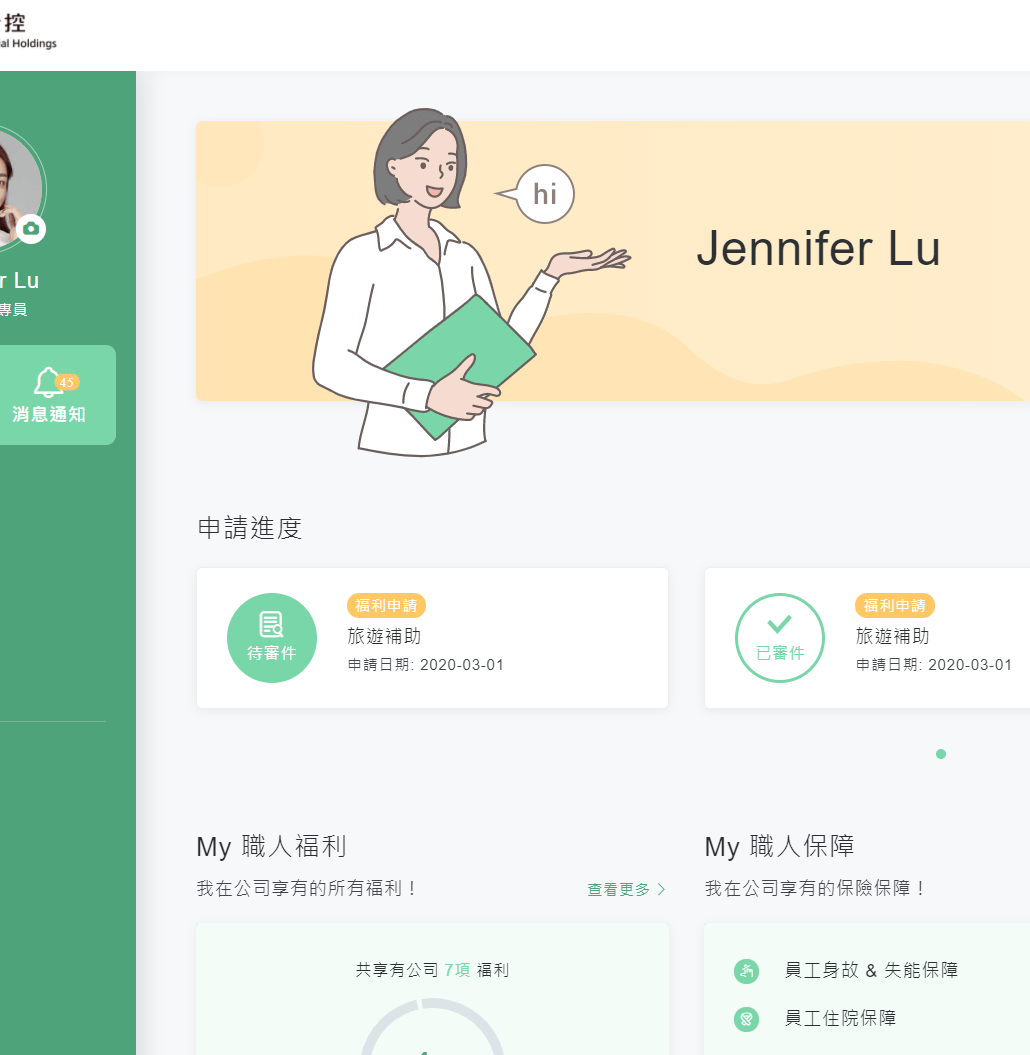 控
ial Holdings
r Lu
專員
45
消息通知
hi
Jennifer Lu
申請進度
待審件
福利申請
旅遊補助
申請日期: 2020-03-01
已審件
福利申請
旅遊補助
申請日期: 2020-03-01
My 職人福利
我在公司享有的所有福利！
查看更多
共享有公司 7項 福利
My 職人保障
我在公司享有的保險保障！
員工身故 & 失能保障
員工住院保障